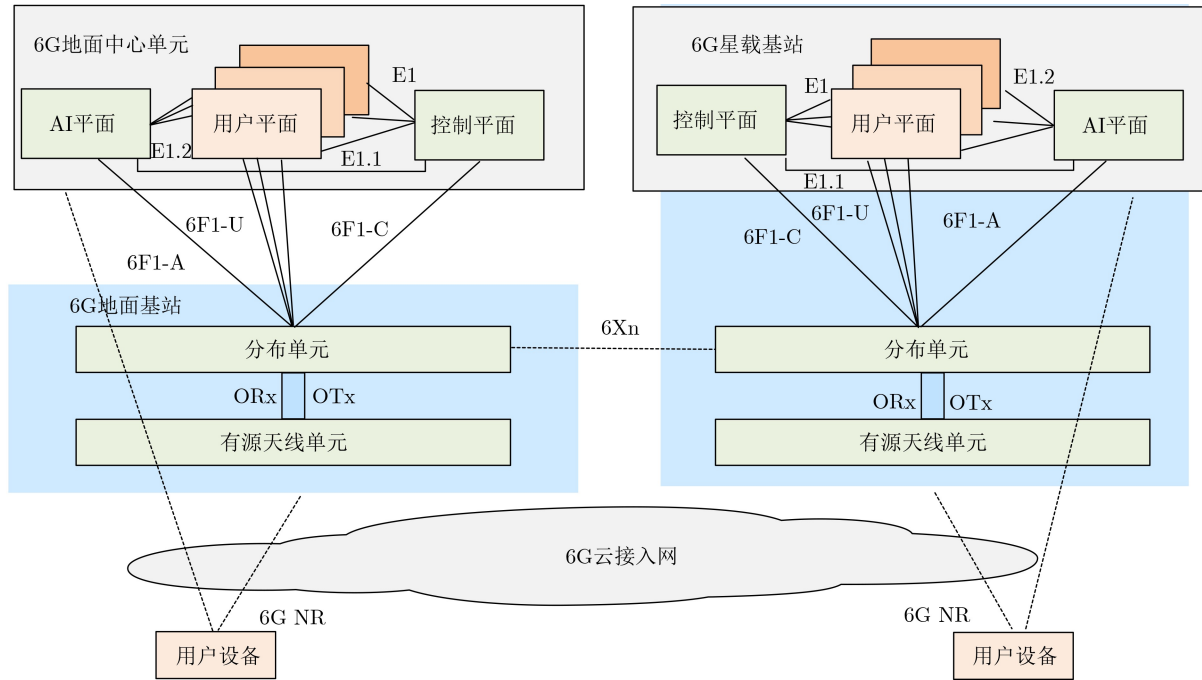 6G地面中心单元
E1
AI平面
用户平面
控制平面
E1.2
E1.1
6F1-U
6F1-C
6F1-A
6G地面基站
分布单元
ORx
OTx
有源天线单元
6Xn
6G星载基站
E1
E1.2
控制平面
用户平面
AI平面
E1.1
6F1-U
6F1-A
6F1-C
分布单元
ORx
OTx
有源天线单元
6G云接入网
6G NR
6G NR
用户设备
用户设备